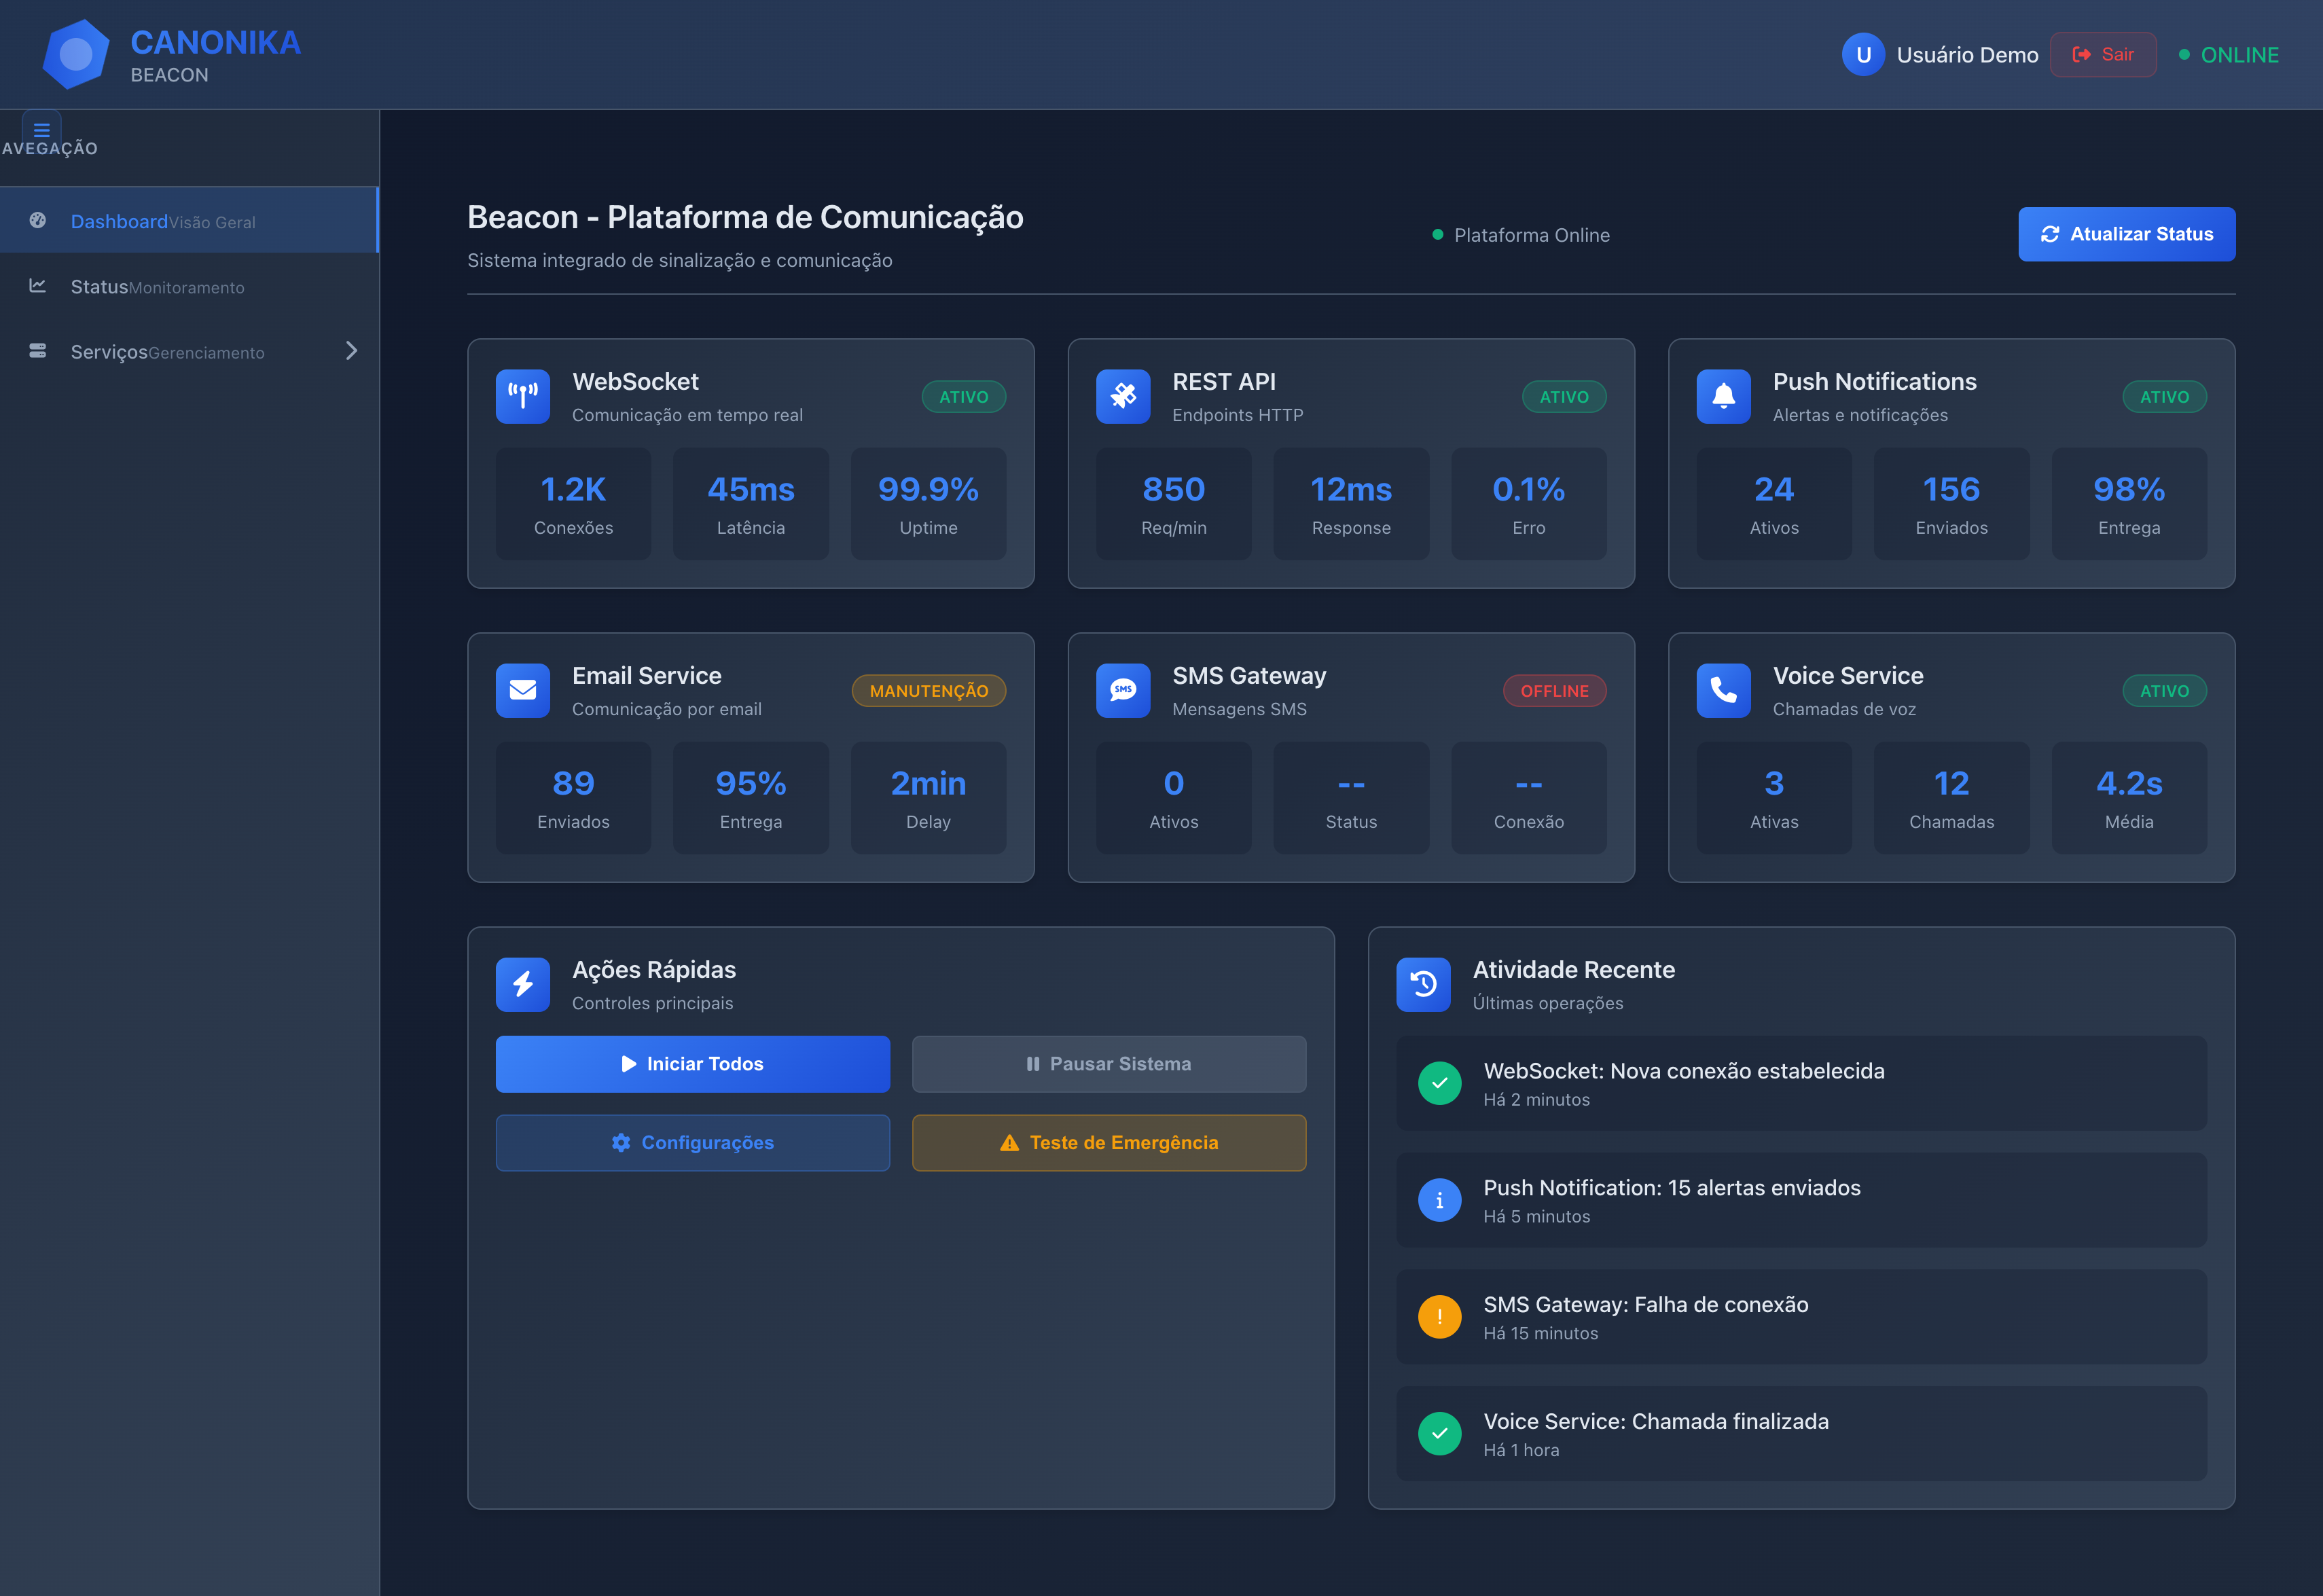 CANONIKA
BEACON
U Usuário Demo
Sair
ONLINE
AVEGAÇÃO
Dashboard Visão Geral
Status Monitoramento
Serviços Gerenciamento
Beacon - Plataforma de Comunicação
Sistema integrado de sinalização e comunicação
Plataforma Online
Atualizar Status
WebSocket
Comunicação em tempo real
ATIVO
1.2K
Conexões
45ms
Latência
99.9%
Uptime
REST API
Endpoints HTTP
ATIVO
850
Req/min
12ms
Response
0.1%
Erro
Push Notifications
Alertas e notificações
ATIVO
24
Ativos
156
Enviados
98%
Entrega
Email Service
Comunicação por email
MANUTENÇÃO
89
Enviados
95%
Entrega
2min
Delay
SMS
SMS Gateway
Mensagens SMS
OFFLINE
0
Ativos
--
Status
--
Conexão
Voice Service
Chamadas de voz
ATIVO
3
Ativas
12
Chamadas
4.2s
Média
Ações Rápidas
Controles principais
Iniciar Todos
Pausar Sistema
Configurações
Teste de Emergência
Atividade Recente
Últimas operações
WebSocket: Nova conexão estabelecida
Há 2 minutos
Push Notification: 15 alertas enviados
Há 5 minutos
SMS Gateway: Falha de conexão
Há 15 minutos
Voice Service: Chamada finalizada
Há 1 hora